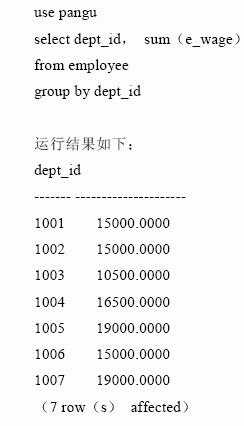 use pangu
select dept_id， sum（e_wage）
from employee
group by dept_id
运行结果如下：
dept_id
------- ----------------------
1001 15000.0000
1002 15000.0000
1003 10500.0000
1004 16500.0000
1005 19000.0000
1006 15000.0000
1007 19000.0000
（7 row（s） affected）